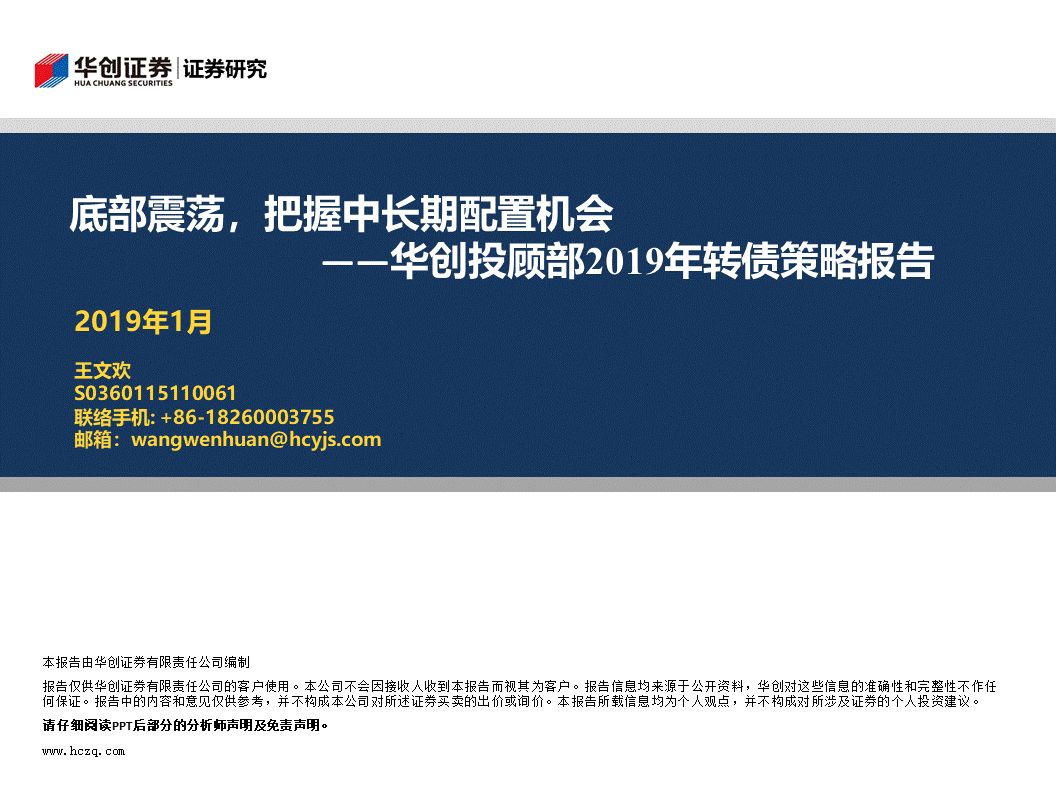 华创证券 证券研究
HUA CHUANG SECURITIES
底部震荡，把握中长期配置机会
——华创投顾部2019年转债策略报告
2019年1月
王文欢
S0360115110061
联络手机: +86-18260003755
邮箱：wangwenhuan@hcyjs.com
本报告由华创证券有限责任公司编制
报告仅供华创证券有限责任公司的客户使用。本公司不会因接收人收到本报告而视其为客户。报告信息均来源于公开资料，华创对这些信息的准确性和完整性不作任
何保证。报告中的内容和意见仅供参考，并不构成本公司对所述证券买卖的出价或询价。本报告所载信息均为个人观点，并不构成对所涉及证券的个人投资建议。
请仔细阅读PPT后部分的分析师声明及免责声明。
www.hczq.com